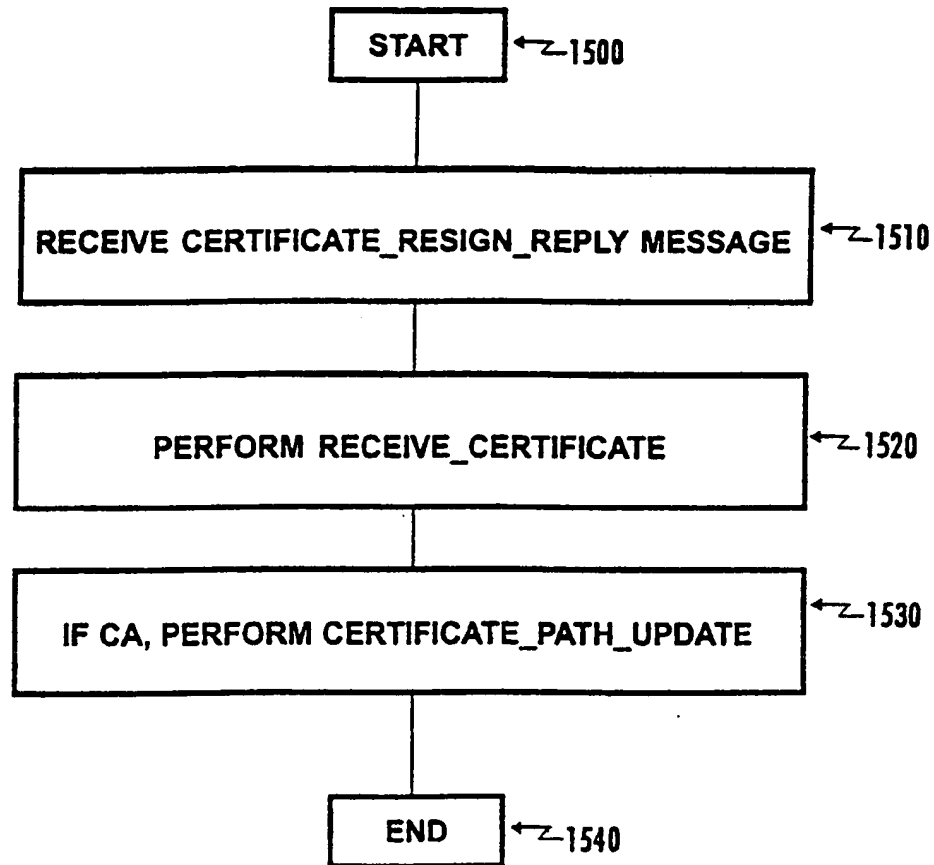 START
1500
RECEIVE CERTIFICATE_RESIGN_REPLY MESSAGE
1510
PERFORM RECEIVE_CERTIFICATE
1520
IF CA, PERFORM CERTIFICATE_PATH_UPDATE
1530
END
1540